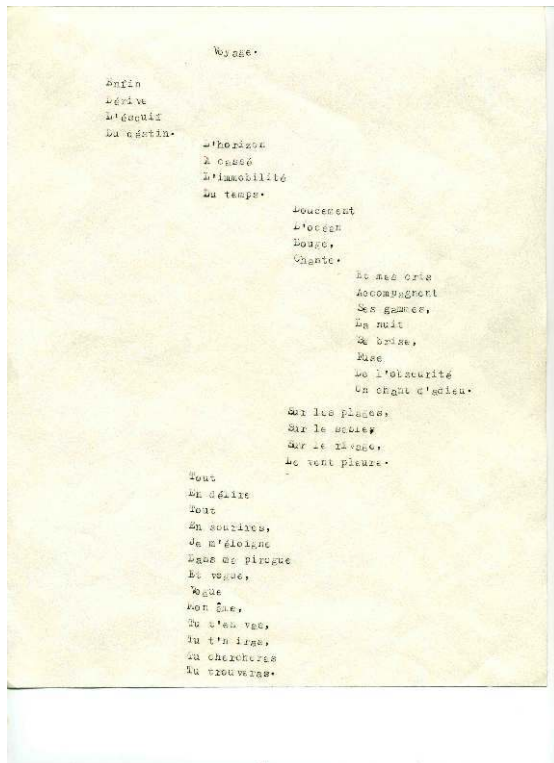 Voyage.
Enfin
Dérive
L'esquif
Du destin.
L'horizon
A cassé
L'immobilité
Du temps.
Doucement
L'océan
Bouge,
Chante.
Et mes cris
Accompagnent
Ses gammes,
La nuit
Se brise,
Fuse
De l'obscurité
Un chant d'adieu.
Sur les plages,
Sur le sable,
Sur le rivage,
Le vent pleure.
Tout
En délire
Tout
En sourires,
Je m'éloigne
Dans ma pirogue
Et vogue,
Vogue
Mon âme,
Tu t'en vas,
Tu t'n iras,
Tu chercheras
Tu trouveras.